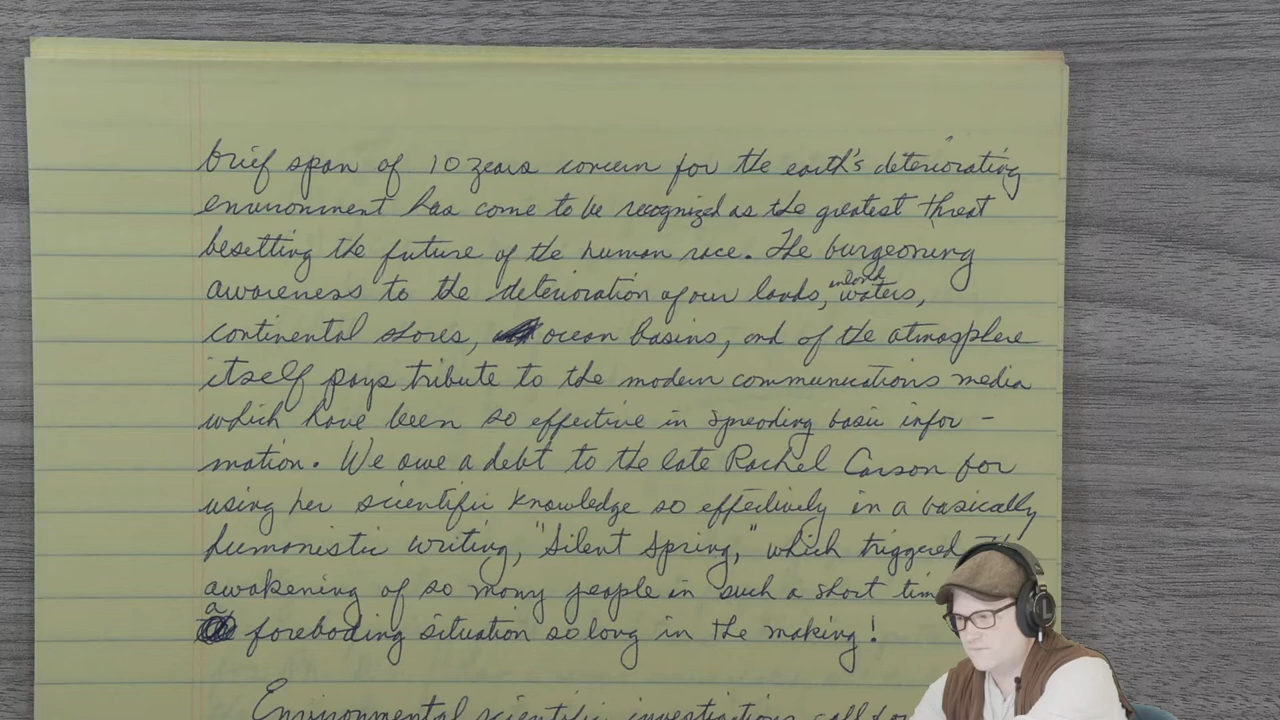 brief span of 10 years concern for the earth's deteriorating
environment has come to be recognized as the greatest threat
besetting the future of the human race. The burgeoning
awareness to the deterioration of our lands, inland waters,
continental shores, ocean basins, and of the atmosphere
itself pays tribute to the modern communications media
which have been so effective in spreading basic infor-
mation. We owe a debt to the late Rachel Carson for
using her scientific knowledge so effectively in a basically
humanistic writing, "Silent Spring," which triggered
awakening of so many people in such a short
a foreboding situation so long in the making!
Environmental scientific investigations call for